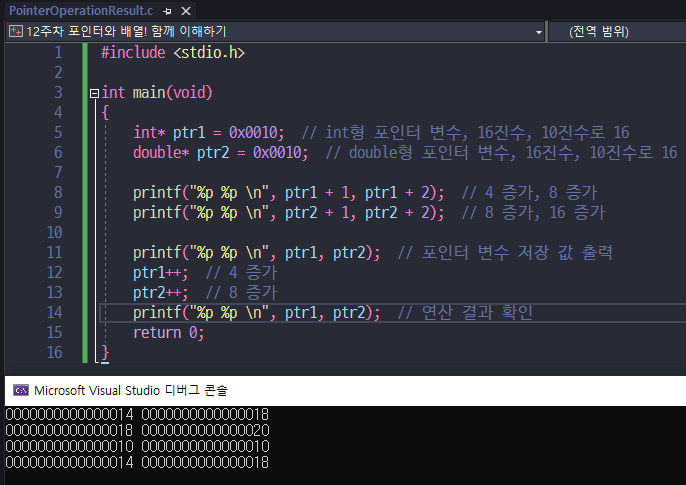 PointerOperationResult.c
12주차 포인터와 배열! 함께 이해하기 (전역 범위)
1 #include <stdio.h>
2
3 int main(void)
4 {
5 int* ptr1 = 0x0010; // int형 포인터 변수, 16진수, 10진수로 16
6 double* ptr2 = 0x0010; // double형 포인터 변수, 16진수, 10진수로 16
7
8 printf("%p %p \n", ptr1 + 1, ptr1 + 2); // 4 증가, 8 증가
9 printf("%p %p \n", ptr2 + 1, ptr2 + 2); // 8 증가, 16 증가
10
11 printf("%p %p \n", ptr1, ptr2); // 포인터 변수 저장 값 출력
12 ptr1++; // 4 증가
13 ptr2++; // 8 증가
14 printf("%p %p \n", ptr1, ptr2); // 연산 결과 확인
15 return 0;
16 }
Microsoft Visual Studio 디버그 콘솔
0000000000000014 0000000000000018
0000000000000018 0000000000000020
0000000000000010 0000000000000010
0000000000000014 0000000000000018